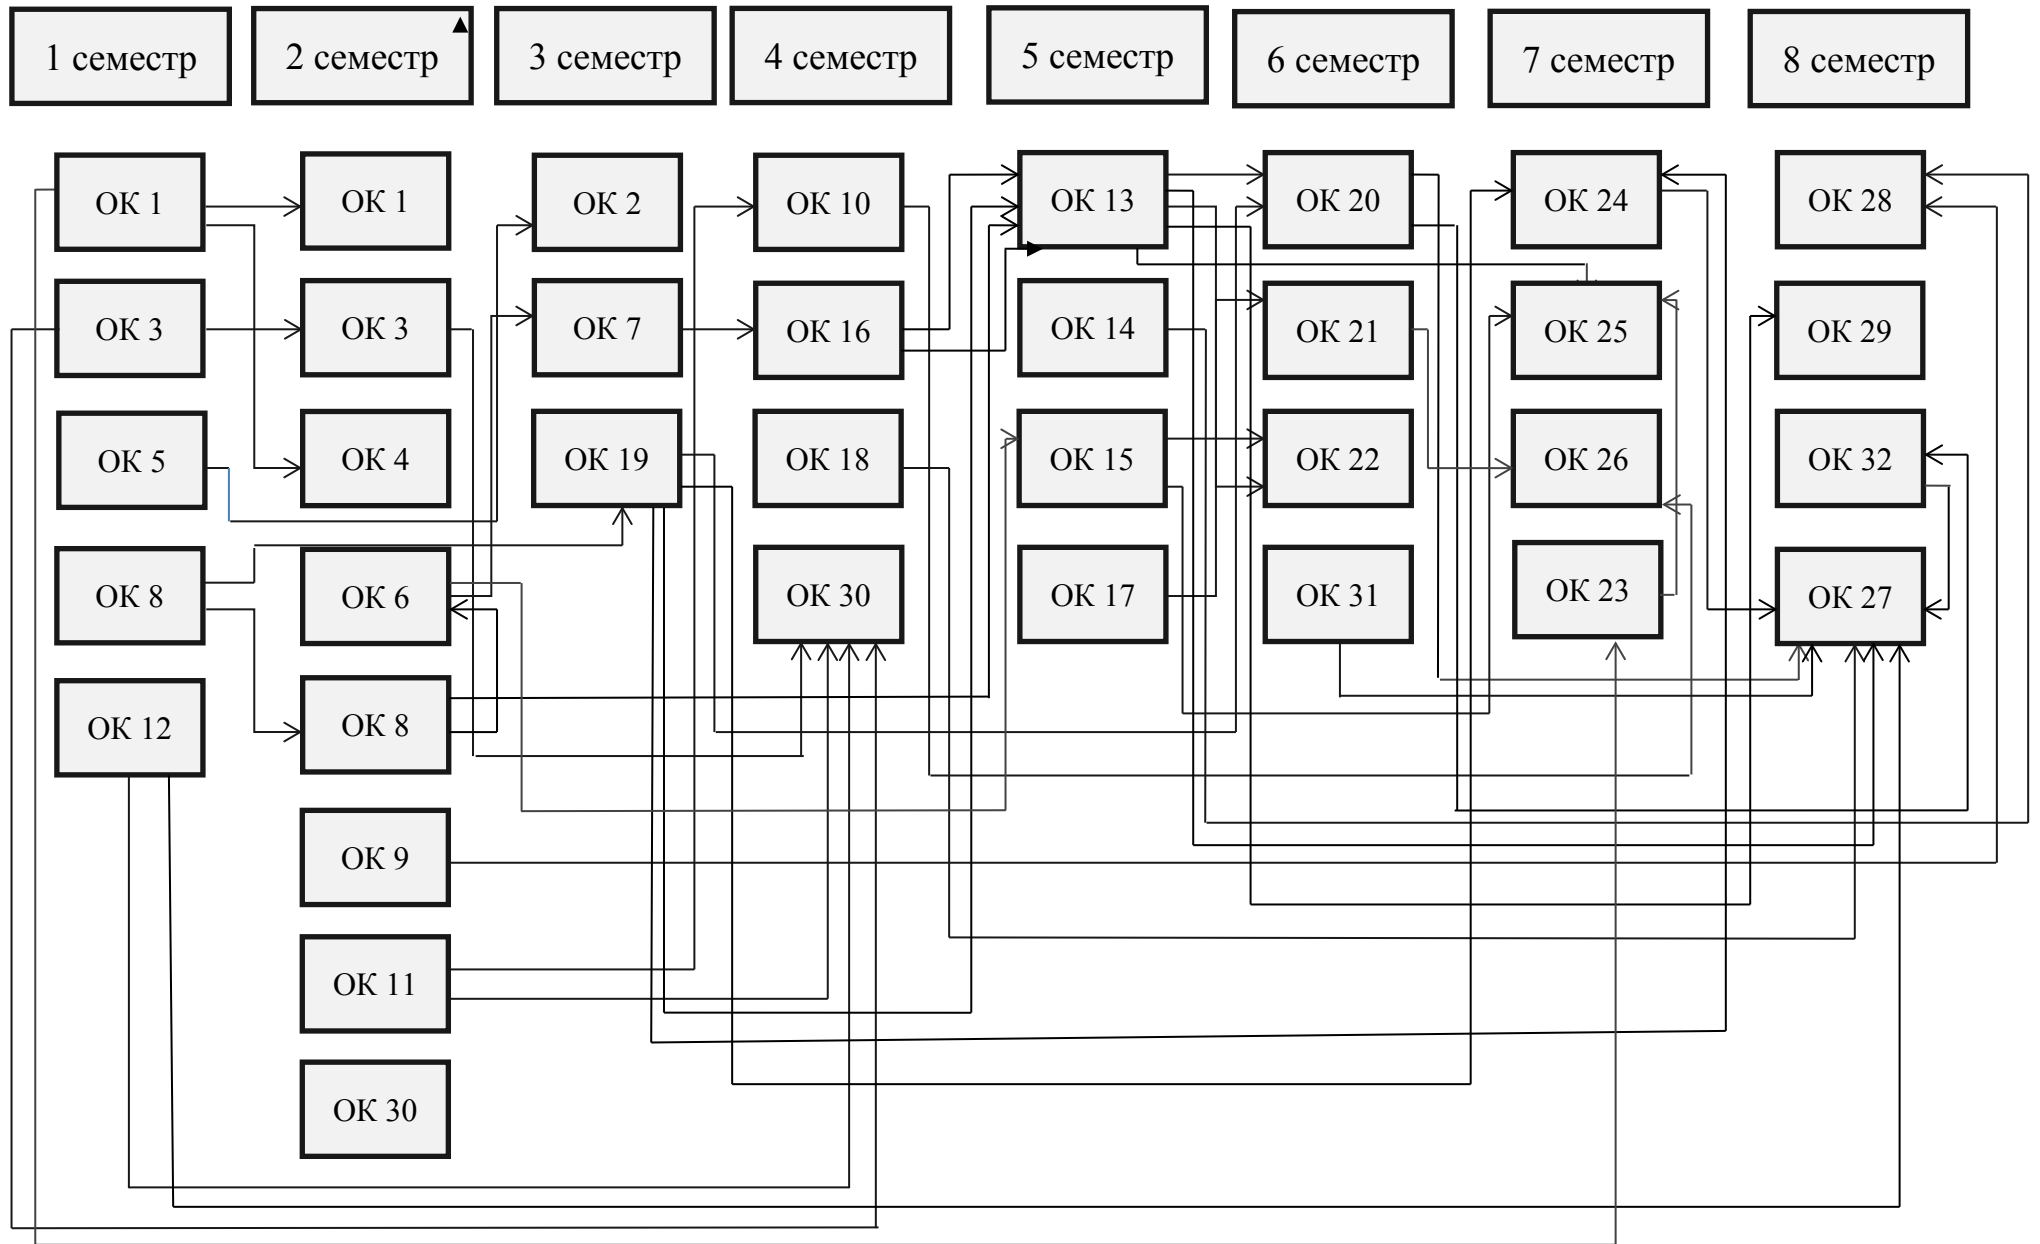 1 семестр
2 семестр
3 семестр
4 семестр
5 семестр
6 семестр
7 семестр
8 семестр
ОК 1
ОК 1
ОК 2
ОК 10
ОК 13
ОК 20
ОК 24
ОК 28
ОК 3
ОК 3
ОК 7
ОК 16
ОК 14
ОК 21
ОК 25
ОК 29
ОК 5
ОК 4
ОК 19
ОК 18
ОК 15
ОК 22
ОК 26
ОК 32
ОК 8
ОК 6
ОК 30
ОК 17
ОК 31
ОК 23
ОК 27
ОК 12
ОК 8
ОК 9
ОК 11
ОК 30